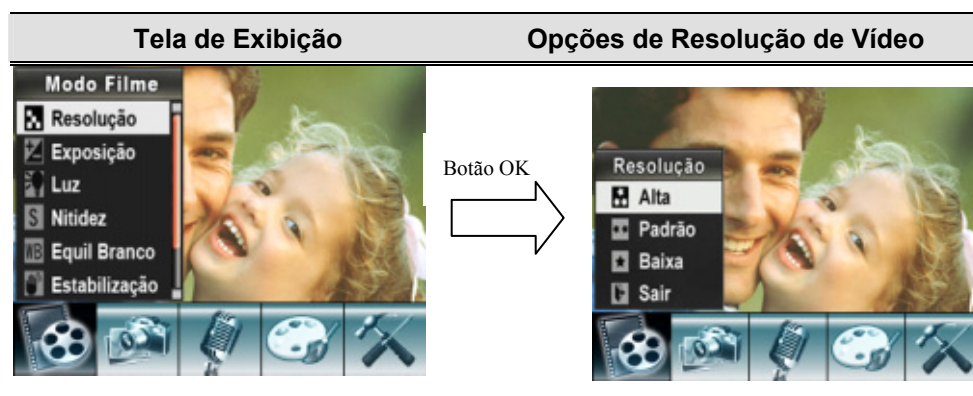 Tela de Exibição
Opções de Resolução de Vídeo
Modo Filme
Resolução
Exposição
Luz
S Nitidez
WB Equil Branco
Estabilização
Botão OK
Resolução
Alta
Padrão
Baixa
Sair